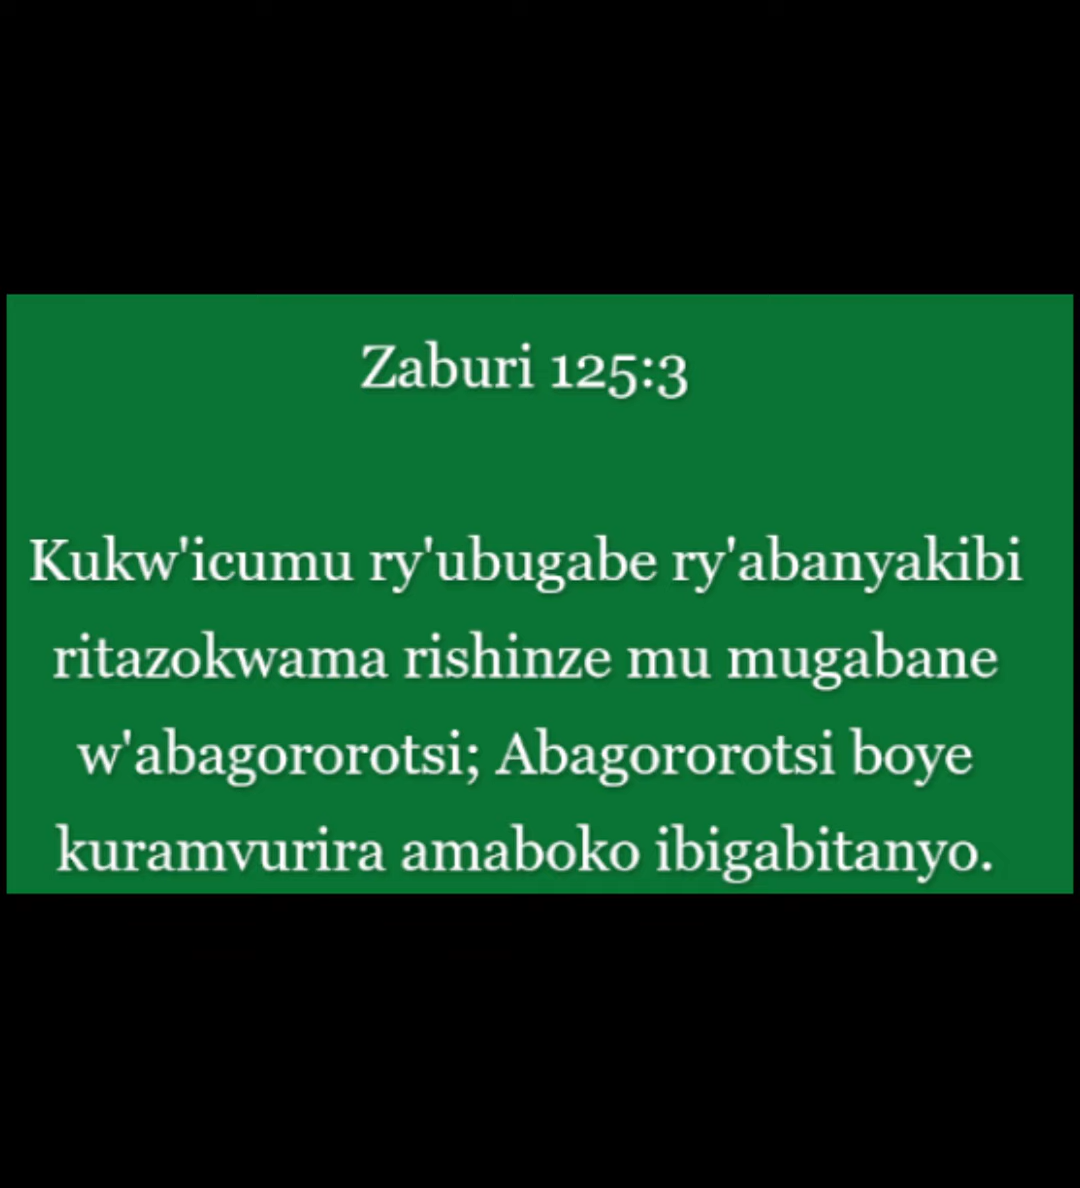 Zaburi 125:3
Kukw'icumu ry'ubugabe ry'abanyakibi
ritazokwama rishinze mu mugabane
w'abagororotsi; Abagororotsi boye
kuramvurira amaboko ibigabitanyo.